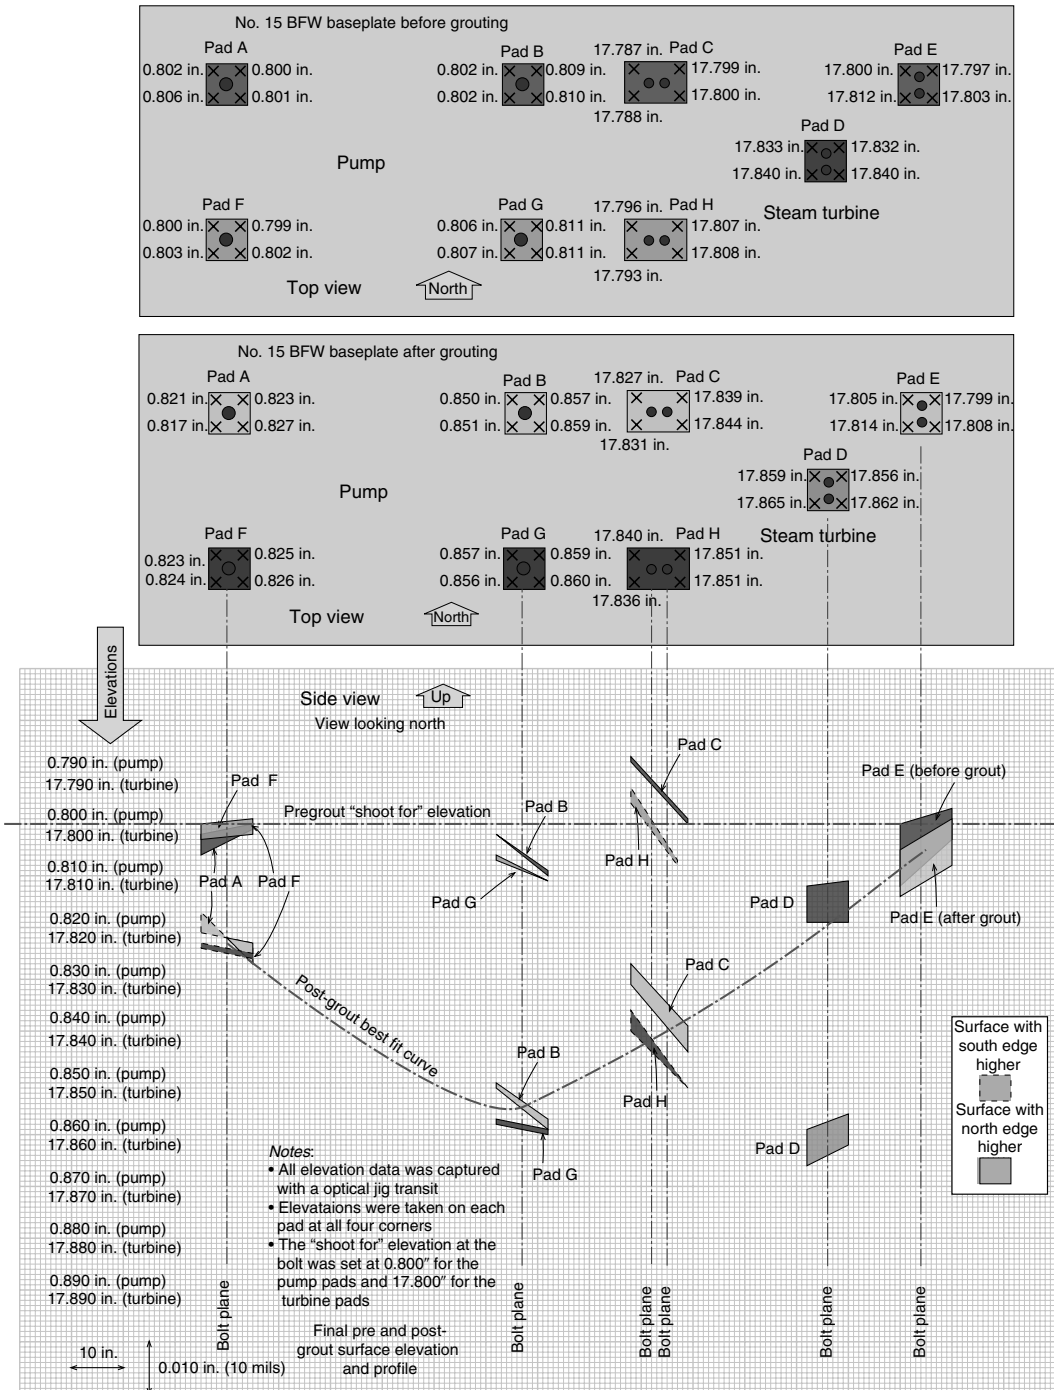 No. 15 BFW baseplate before grouting
Pad A
0.802 in. 0.800 in.
0.806 in. 0.801 in.
Pad B
0.802 in. 0.809 in.
0.802 in. 0.810 in.
17.787 in. Pad C
17.799 in.
17.800 in.
17.788 in.
Pad E
17.800 in. 17.797 in.
17.812 in. 17.803 in.
Pad D
17.833 in. 17.832 in.
17.840 in. 17.840 in.
Pump
Pad F
0.800 in. 0.799 in.
0.803 in. 0.802 in.
Pad G
0.806 in. 0.811 in.
0.807 in. 0.811 in.
17.796 in. Pad H
17.807 in.
17.808 in.
17.793 in.
Steam turbine
Top view
North
No. 15 BFW baseplate after grouting
Pad A
0.821 in. 0.823 in.
0.817 in. 0.827 in.
Pad B
0.850 in. 0.857 in.
0.851 in. 0.859 in.
17.827 in. Pad C
17.839 in.
17.844 in.
17.831 in.
Pad E
17.805 in. 17.799 in.
17.814 in. 17.808 in.
Pad D
17.859 in. 17.856 in.
17.865 in. 17.862 in.
Pump
Pad F
0.823 in. 0.825 in.
0.824 in. 0.826 in.
Pad G
0.857 in. 0.859 in.
0.856 in. 0.860 in.
17.840 in. Pad H
17.851 in.
17.851 in.
17.836 in.
Steam turbine
Top view
North
Elevations
Side view
Up
View looking north
0.790 in. (pump)
17.790 in. (turbine)
0.800 in. (pump)
17.800 in. (turbine)
0.810 in. (pump)
17.810 in. (turbine)
0.820 in. (pump)
17.820 in. (turbine)
0.830 in. (pump)
17.830 in. (turbine)
0.840 in. (pump)
17.840 in. (turbine)
0.850 in. (pump)
17.850 in. (turbine)
0.860 in. (pump)
17.860 in. (turbine)
0.870 in. (pump)
17.870 in. (turbine)
0.880 in. (pump)
17.880 in. (turbine)
0.890 in. (pump)
17.890 in. (turbine)
Pad F
Pregrout "shoot for" elevation
Pad A
Pad F
Pad B
Pad G
Pad C
Pad H
Pad E (before grout)
Pad D
Pad E (after grout)
Post-grout best fit curve
Pad C
Pad B
Pad H
Pad G
Pad D
Surface with
south edge
higher
Surface with
north edge
higher
Notes:
• All elevation data was captured
with a optical jig transit
• Elevataions were taken on each
pad at all four corners
• The "shoot for" elevation at the
bolt was set at 0.800″ for the
pump pads and 17.800″ for the
turbine pads
Final pre and post-
grout surface elevation
and profile
Bolt plane
Bolt plane
Bolt plane
Bolt plane
Bolt plane
Bolt plane
10 in.
0.010 in. (10 mils)